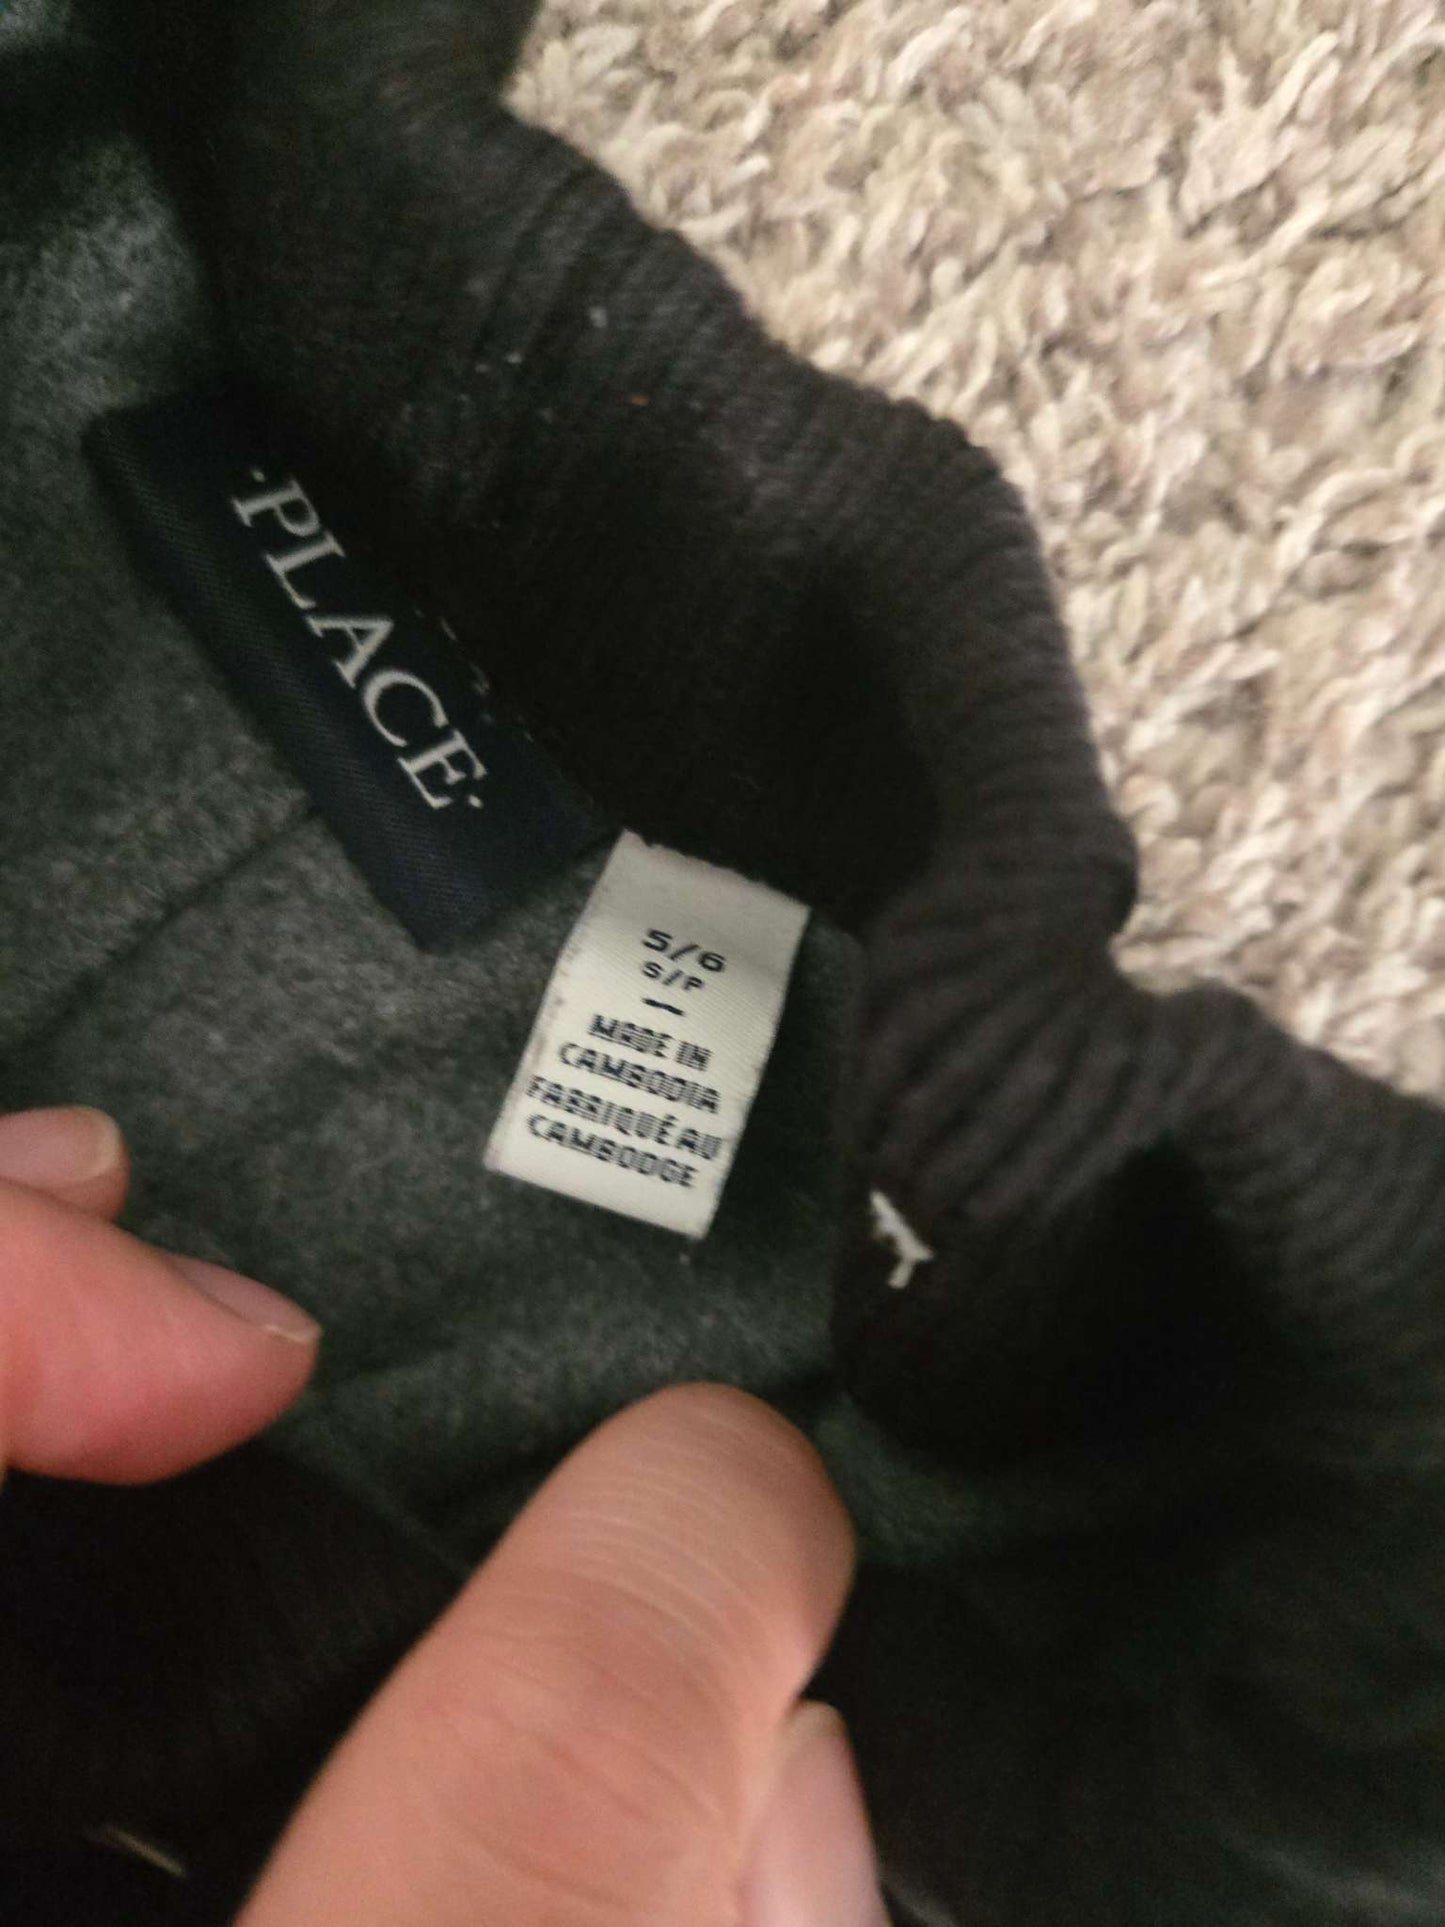 ·PLACE·
5/6
S/P
MADE IN
CAMBODIA
FABRIQUÉ AU
CAMBODGE